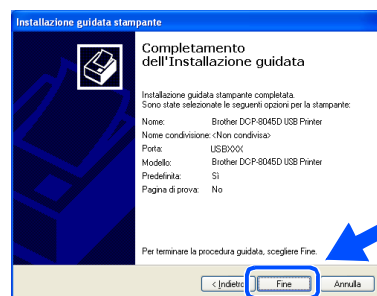 Installazione guidata stampante
Completamento
dell'Installazione guidata
Installazione guidata stampante completata.
Sono state selezionate le seguenti opzioni per la stampante:
Nome: Brother DCP-8045D USB Printer
Nome condivisione: <Non condivisa>
Porta: USBXXX
Modello: Brother DCP-8045D USB Printer
Predefinita: Sì
Pagina di prova: No
Per terminare la procedura guidata, scegliere Fine.
< Indietro Fine Annulla